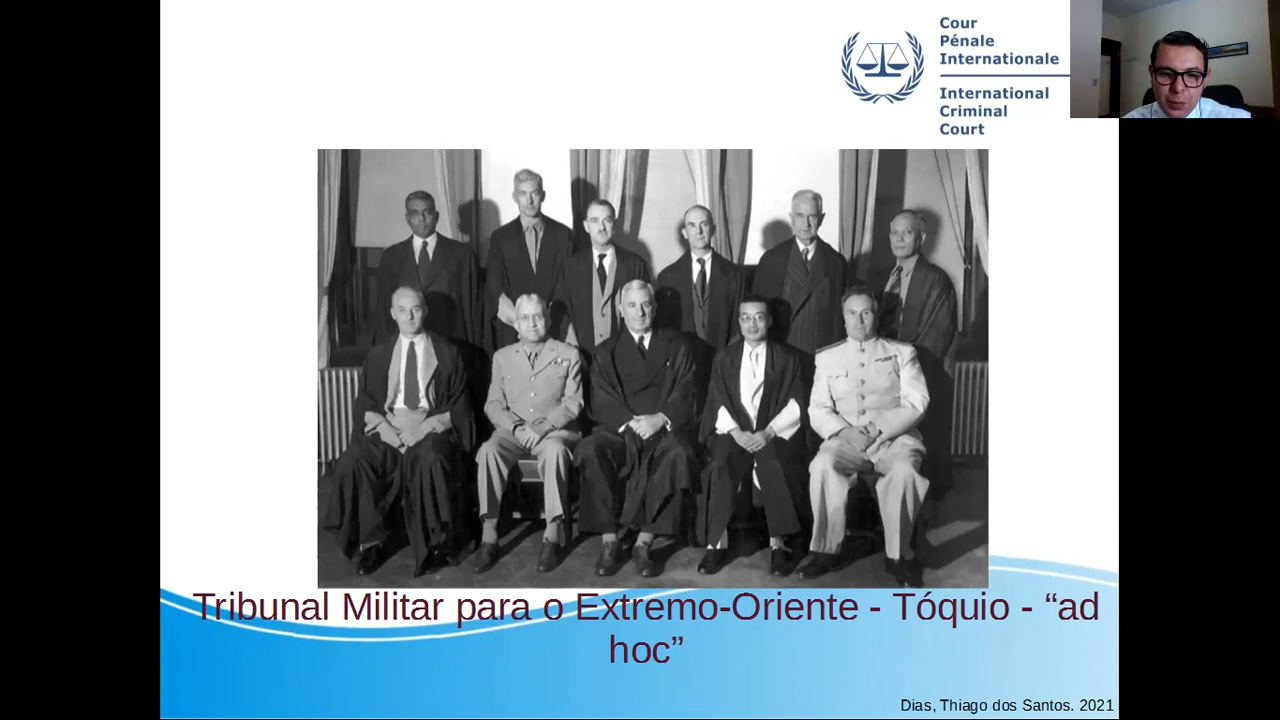 Cour
Pénale
Internationale
International
Criminal
Court
Tribunal Militar para o Extremo-Oriente - Tóquio - “ad
hoc”
Dias, Thiago dos Santos. 2021